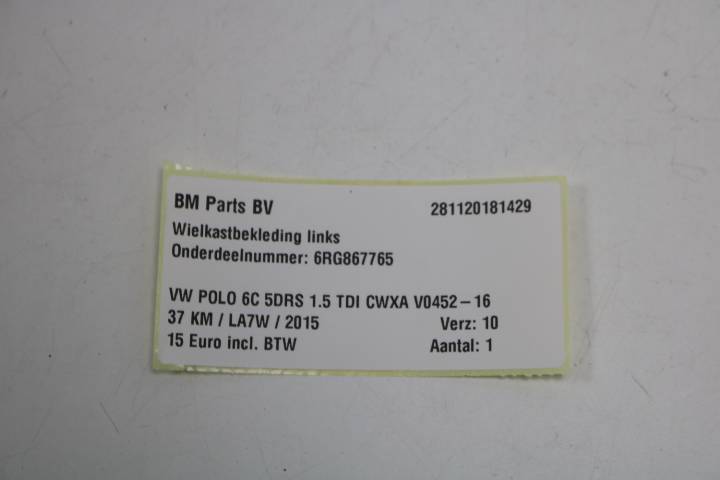 BM Parts BV 281120181429
Wielkastbekleding links
Onderdeelnummer: 6RG867765
VW POLO 6C 5DRS 1.5 TDI CWXA V0452-16
37 KM / LA7W / 2015 Verz: 10
15 Euro incl. BTW Aantal: 1